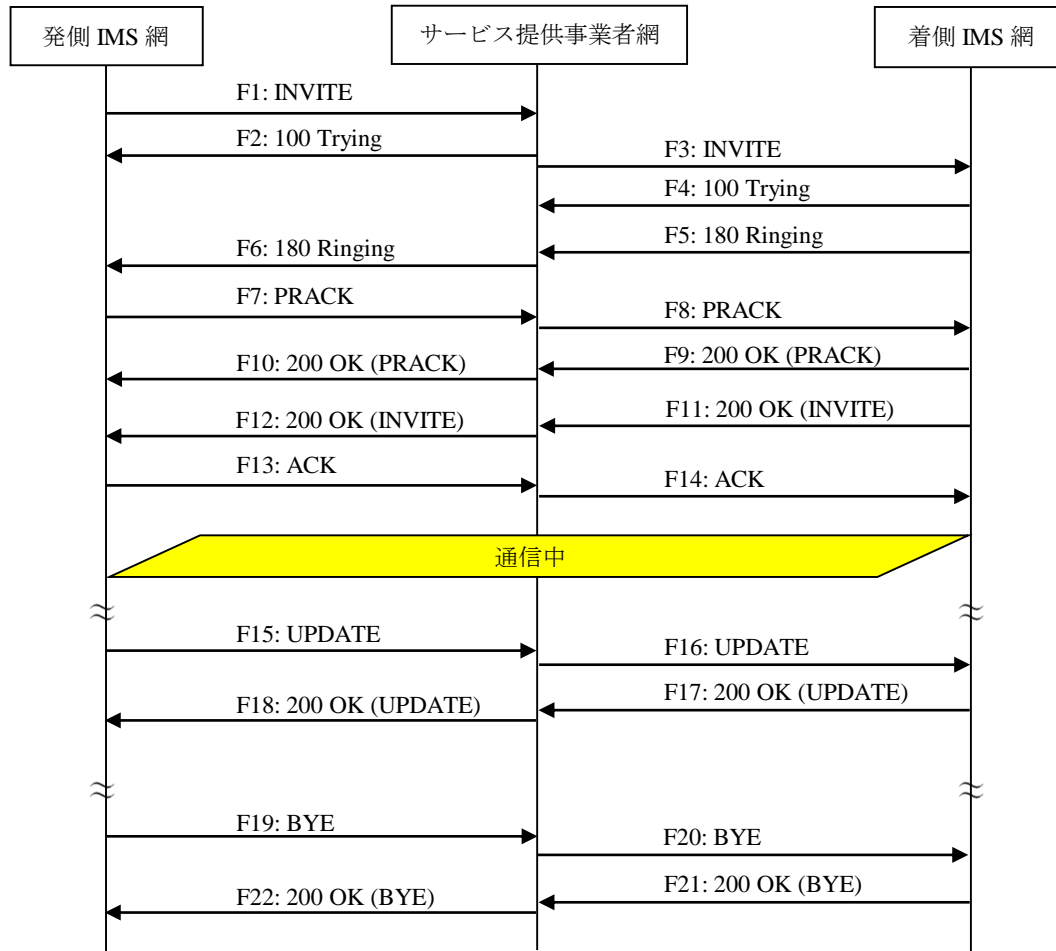 発側 IMS 網
サービス提供事業者網
着側 IMS 網
F1: INVITE
F2: 100 Trying
F3: INVITE
F4: 100 Trying
F5: 180 Ringing
F6: 180 Ringing
F7: PRACK
F8: PRACK
F9: 200 OK (PRACK)
F10: 200 OK (PRACK)
F11: 200 OK (INVITE)
F12: 200 OK (INVITE)
F13: ACK
F14: ACK
通信中
F15: UPDATE
F16: UPDATE
F17: 200 OK (UPDATE)
F18: 200 OK (UPDATE)
F19: BYE
F20: BYE
F21: 200 OK (BYE)
F22: 200 OK (BYE)